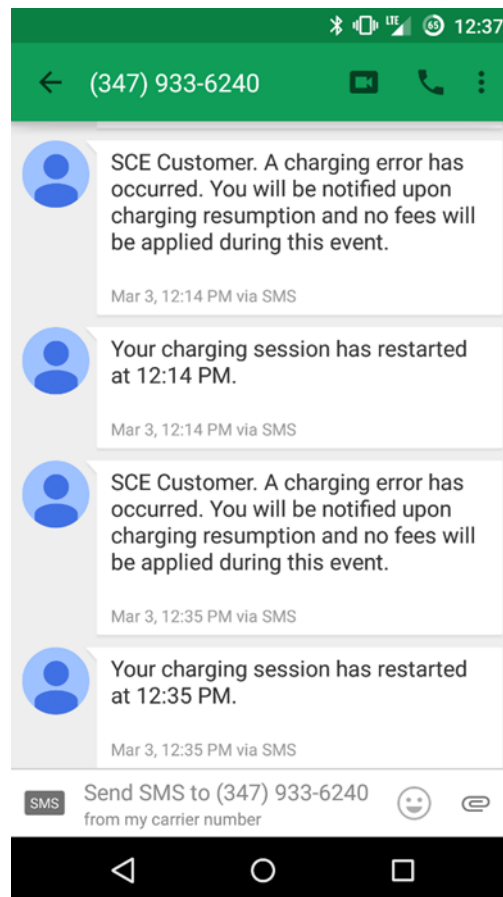 LTE 65 12:37
(347) 933-6240
SCE Customer. A charging error has
occurred. You will be notified upon
charging resumption and no fees will
be applied during this event.
Mar 3, 12:14 PM via SMS
Your charging session has restarted
at 12:14 PM.
Mar 3, 12:14 PM via SMS
SCE Customer. A charging error has
occurred. You will be notified upon
charging resumption and no fees will
be applied during this event.
Mar 3, 12:35 PM via SMS
Your charging session has restarted
at 12:35 PM.
Mar 3, 12:35 PM via SMS
SMS Send SMS to (347) 933-6240
from my carrier number